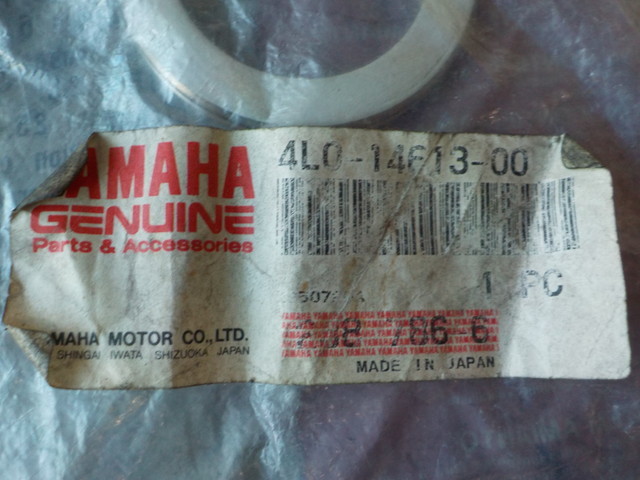 YAMAHA
GENUINE
Parts & Accessories
4L0-14613-00
1 PC
MAHA MOTOR CO.,LTD.
SHINGAI IWATA SHIZUOKA JAPAN
MADE IN JAPAN